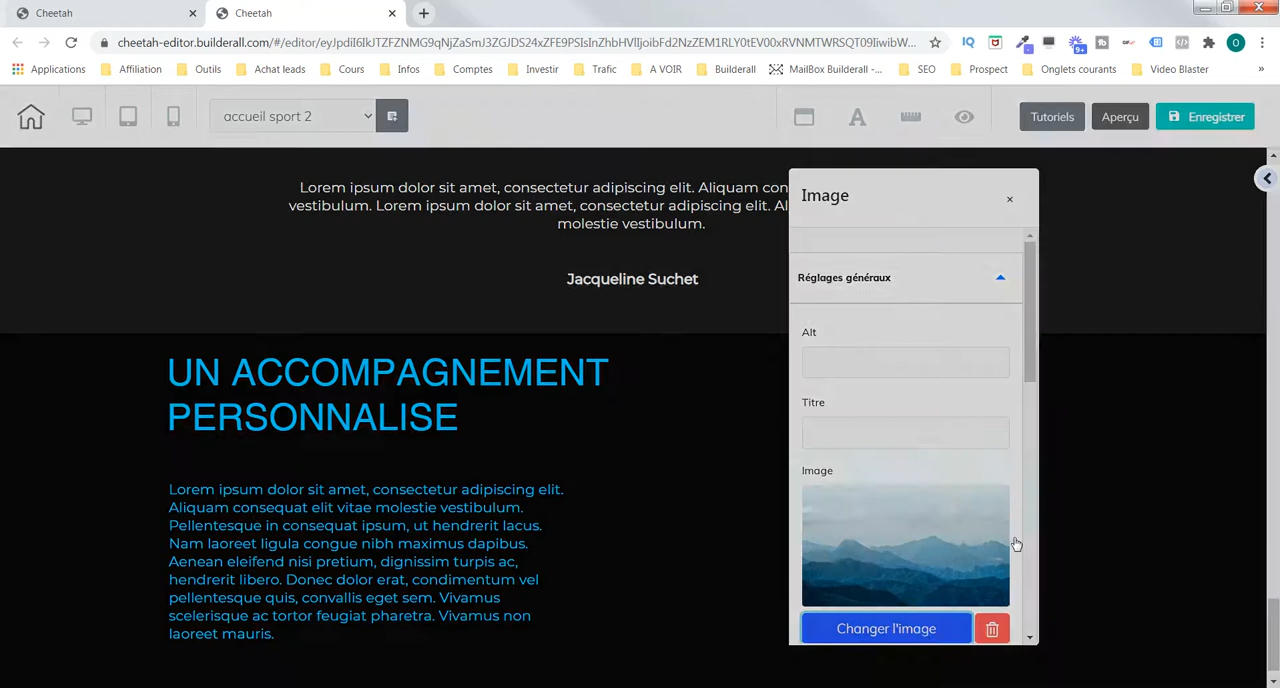 Cheetah
Cheetah
cheetah-editor.builderall.com/#/editor/eyJpdiI6IkJTZFZNMG9qNjZaSmJ3ZGJDS24xZFE9PSIsInZhbHVlIjoibFd2NzZEM1RLY0tEV00xRVNMTWRSQT09Iiwib W...
IQ
9+
O
Applications
Affiliation
Outils
Achat leads
Cours
Infos
Comptes
Investir
Trafic
A VOIR
Builderall
MailBox Builderall -...
SEO
Prospect
Onglets courants
Video Blaster
»
accueil sport 2
Tutoriels
Aperçu
Enregistrer
Lorem ipsum dolor sit amet, consectetur adipiscing elit. Aliquam con
vestibulum. Lorem ipsum dolor sit amet, consectetur adipiscing elit. Al
molestie vestibulum.
Jacqueline Suchet
UN ACCOMPAGNEMENT
PERSONNALISE
Lorem ipsum dolor sit amet, consectetur adipiscing elit.
Aliquam consequat elit vitae molestie vestibulum.
Pellentesque in consequat ipsum, ut hendrerit lacus.
Nam laoreet ligula congue nibh maximus dapibus.
Aenean eleifend nisi pretium, dignissim turpis ac,
hendrerit libero. Donec dolor erat, condimentum vel
pellentesque quis, convallis eget sem. Vivamus
scelerisque ac tortor feugiat pharetra. Vivamus non
laoreet mauris.
Image
Réglages généraux
Alt
Titre
Image
Changer l'image